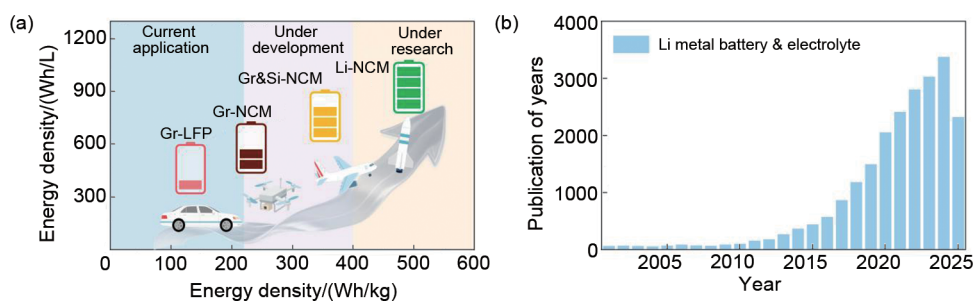 (a)
Current
application
Under
development
Under
research
1200
900
600
300
Energy density/(Wh/L)
Gr-LFP
Gr-NCM
Gr&Si-NCM
Li-NCM
0
100
200
300
400
500
600
Energy density/(Wh/kg)
(b)
4000
3000
2000
1000
0
Publication of years
Li metal battery & electrolyte
2005
2010
2015
2020
2025
Year